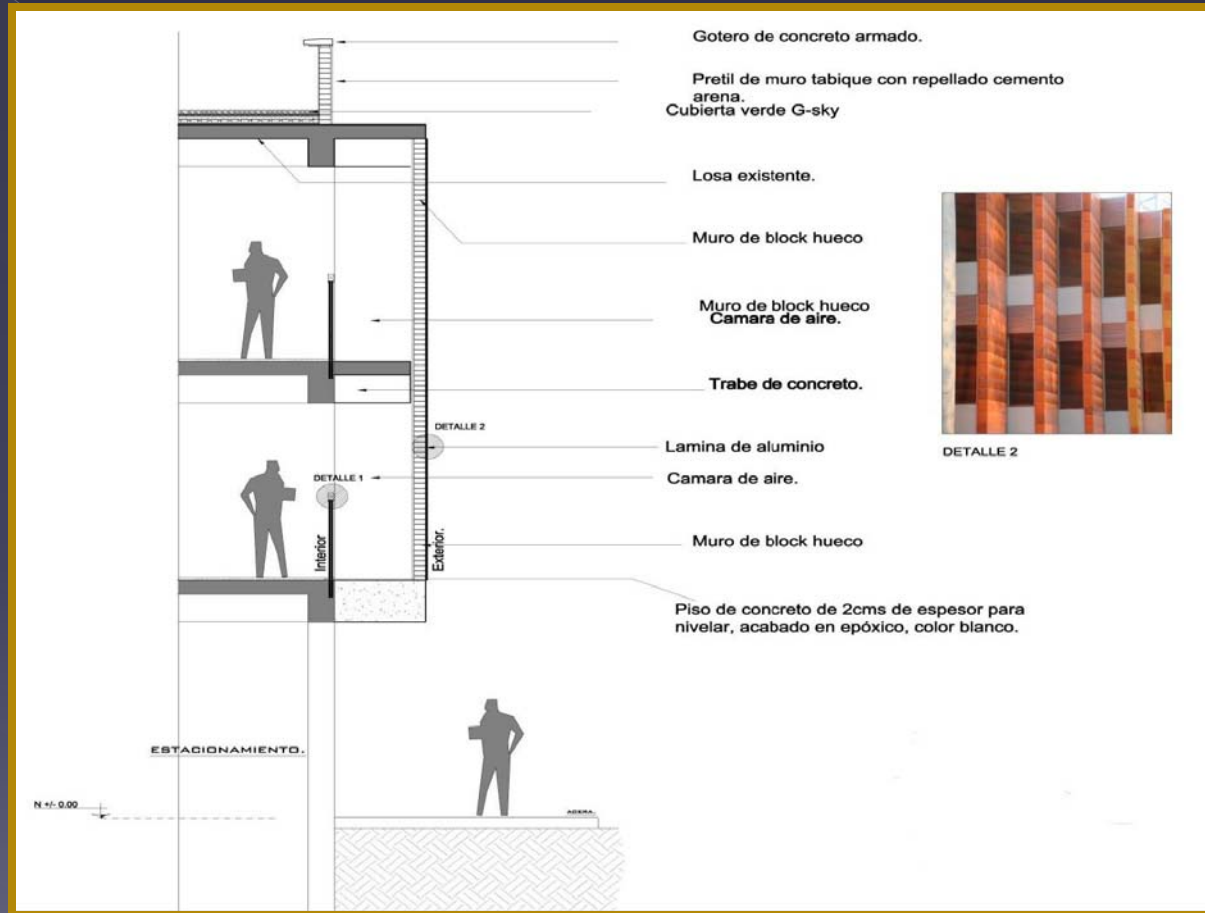 Gotero de concreto armado.
Pretil de muro tabique con repellado cemento
arena.
Cubierta verde G-sky
Losa existente.
Muro de block hueco
Muro de block hueco
Camara de aire.
Trabe de concreto.
DETALLE 2
Lamina de aluminio
DETALLE 2
DETALLE 1
Camara de aire.
Interior
Exterior.
Muro de block hueco
Piso de concreto de 2cms de espesor para
nivelar, acabado en epóxico, color blanco.
ESTACIONAMIENTO.
N +/- 0.00
ACERA.